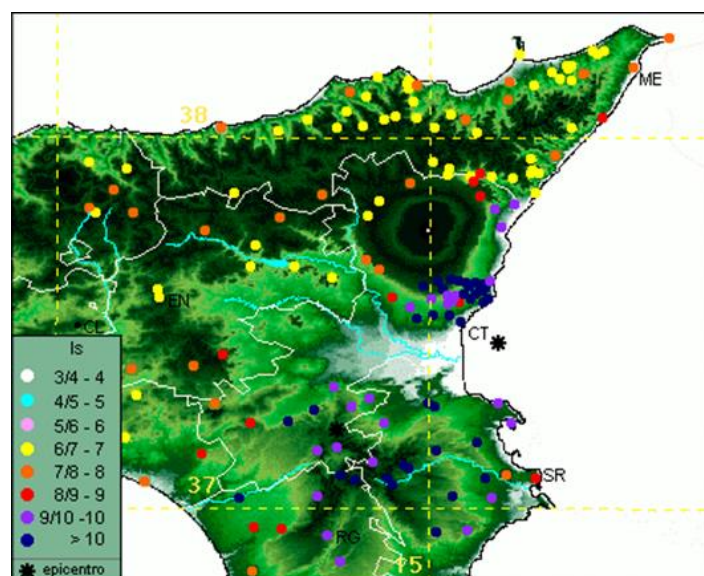 ME
38
EN
CL
CT
Is
3/4 - 4
4/5 - 5
5/6 - 6
6/7 - 7
7/8 - 8
8/9 - 9
9/10 -10
> 10
epicentro
37
SR
RG
15